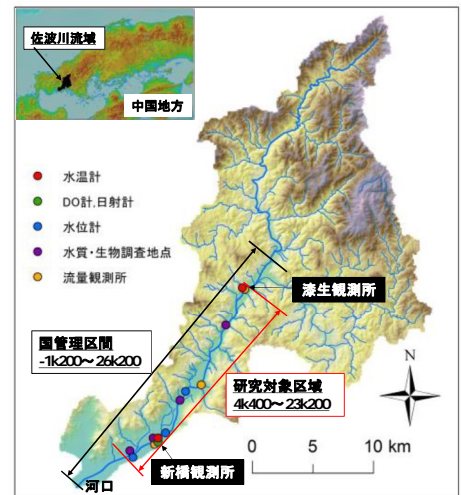 佐波川流域
中国地方
水温計
DO計,日射計
水位計
水質・生物調査地点
流量観測所
漆生観測所
国管理区間
-1k200～26k200
研究対象区域
4k400～23k200
N
新橋観測所
河口
0 5 10 km